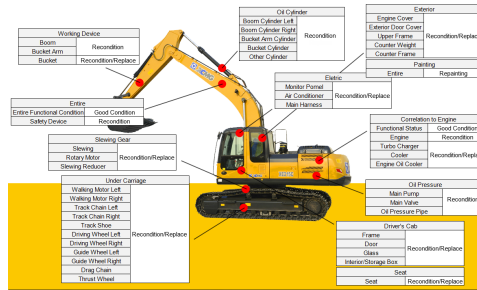 Working Device
Boom
Bucket Arm
Recondition
Bucket
Recondition/Replace
Oil Cylinder
Boom Cylinder Left
Boom Cylinder Right
Bucket Arm Cylinder
Bucket Cylinder
Other Cylinder
Recondition
Exterior
Engine Cover
Exterior Door Cover
Upper Frame
Counter Weight
Counter Frame
Recondition/Replace
Painting
Entire
Repainting
Eletric
Monitor Pornel
Air Conditioner
Main Harness
Recondition/Replace
Entire
Entire Functional Condition
Good Condition
Safety Device
Recondition
Correlation to Engine
Functional Status
Good Condition
Engine
Recondition
Turbo Charger
Cooler
Engine Oil Cooler
Recondition/Replace
Slewing Gear
Slewing
Rotary Motor
Slewing Reducer
Recondition/Replace
Under Carriage
Walking Motor Left
Walking Motor Right
Track Chain Left
Track Chain Right
Track Shoe
Driving Wheel Left
Driving Wheel Right
Guide Wheel Left
Guide Wheel Right
Drag Chain
Thrust Wheel
Recondition/Replace
Oil Pressure
Main Pump
Main Valve
Oil Pressure Pipe
Recondition/Replace
Driver's Cab
Frame
Door
Glass
Interior/Storage Box
Recondition/Replace
Seat
Seat
Recondition/Replace